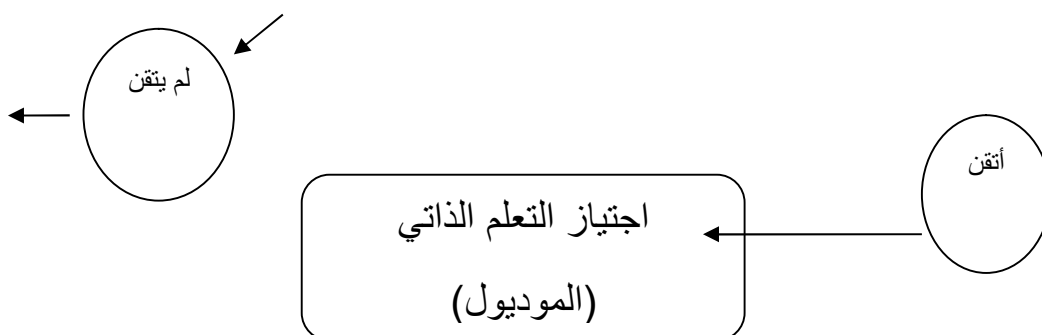 لم يتقن
أتقن
اجتياز التعلم الذاتي
(الموديول)